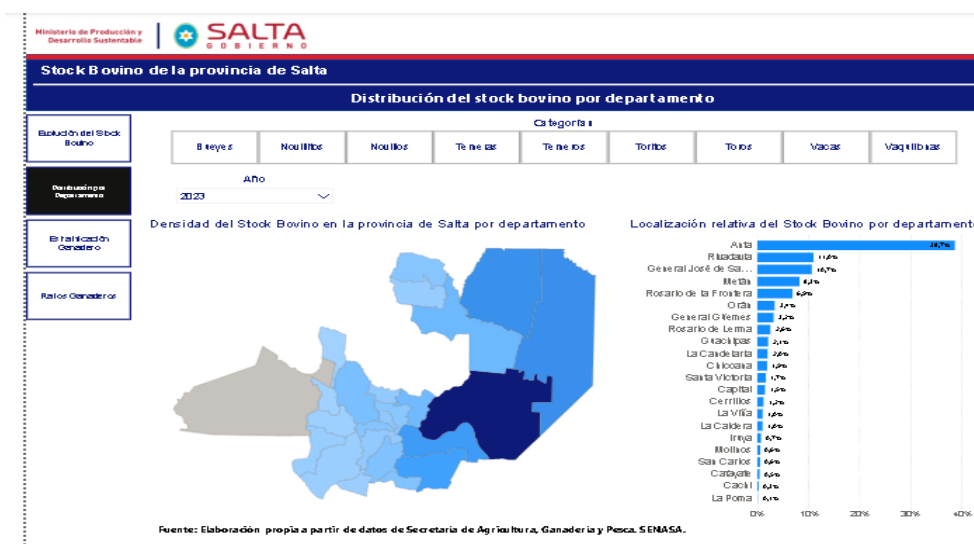 Ministerio de Producción y
Desarrollo Sustentable
SALTA
GOBIERNO
Stock Bovino de la provincia de Salta
Distribución del stock bovino por departamento
Categorías
Evolución del Stock
Bovino
Distribución por
Departamento
Estratificación
Ganadero
Ratios Ganaderos
Bueyes
Novillitos
Novillos
Terneras
Terneros
Toritos
Toros
Vacas
Vaquillonas
Año
2023
Densidad del Stock Bovino en la provincia de Salta por departamento
Localización relativa del Stock Bovino por departamento
Anta
Rivadavia
General José de Sa...
Metán
Rosario de la Frontera
Orán
General Güemes
Rosario de Lerma
Guachipas
La Candelaria
Chicoana
Santa Victoria
Capital
Cerrillos
La Viña
La Caldera
Iruya
Molinos
San Carlos
Cafayate
Cachi
La Poma
0% 10% 20% 30% 40%
Fuente: Elaboración propia a partir de datos de Secretaria de Agricultura, Ganadería y Pesca. SENASA.